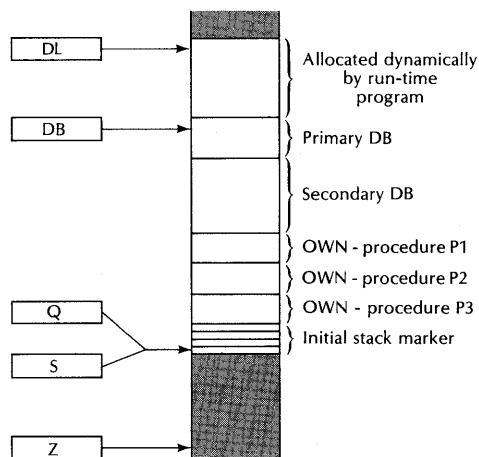 DL
Allocated dynamically
by run-time
program
DB
Primary DB
Secondary DB
OWN - procedure P1
OWN - procedure P2
OWN - procedure P3
Q
Initial stack marker
S
Z